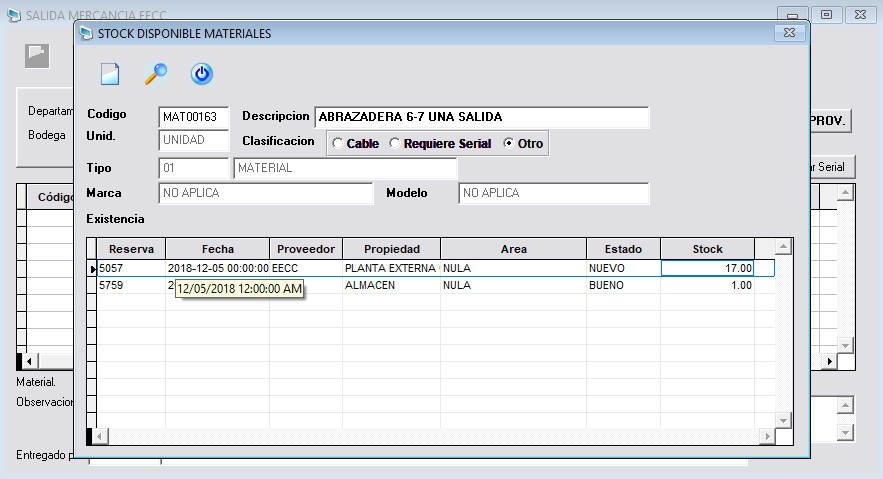 SALIDA MERCANCIA EECC
STOCK DISPONIBLE MATERIALES
Departam
Bodega
PROV.
Serial
Código
Codigo MAT00163 Descripcion ABRAZADERA 6-7 UNA SALIDA
Unid. UNIDAD Clasificacion Cable Requiere Serial Otro
Tipo 01 MATERIAL
Marca NO APLICA Modelo NO APLICA
Existencia
Reserva Fecha Proveedor Propiedad Area Estado Stock
5057 2018-12-05 00:00:00 EECC PLANTA EXTERNA NULA NUEVO 17.00
5759 2 ALMACEN NULA BUENO 1.00
12/05/2018 12:00:00 AM
Material.
Observacion
Entregado p